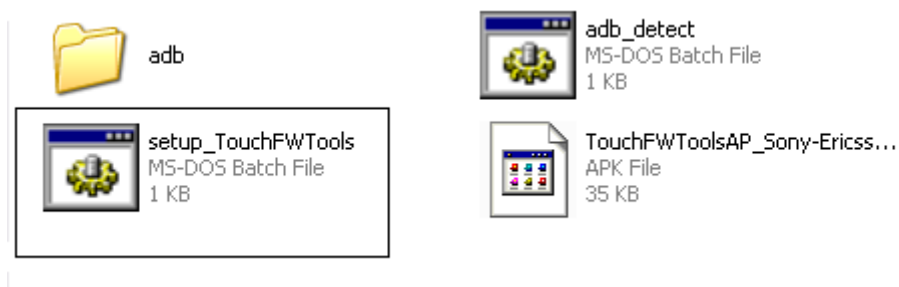 adb
adb_detect
MS-DOS Batch File
1 KB
setup_TouchFWTools
MS-DOS Batch File
1 KB
TouchFWToolsAP_Sony-Ericss...
APK File
35 KB